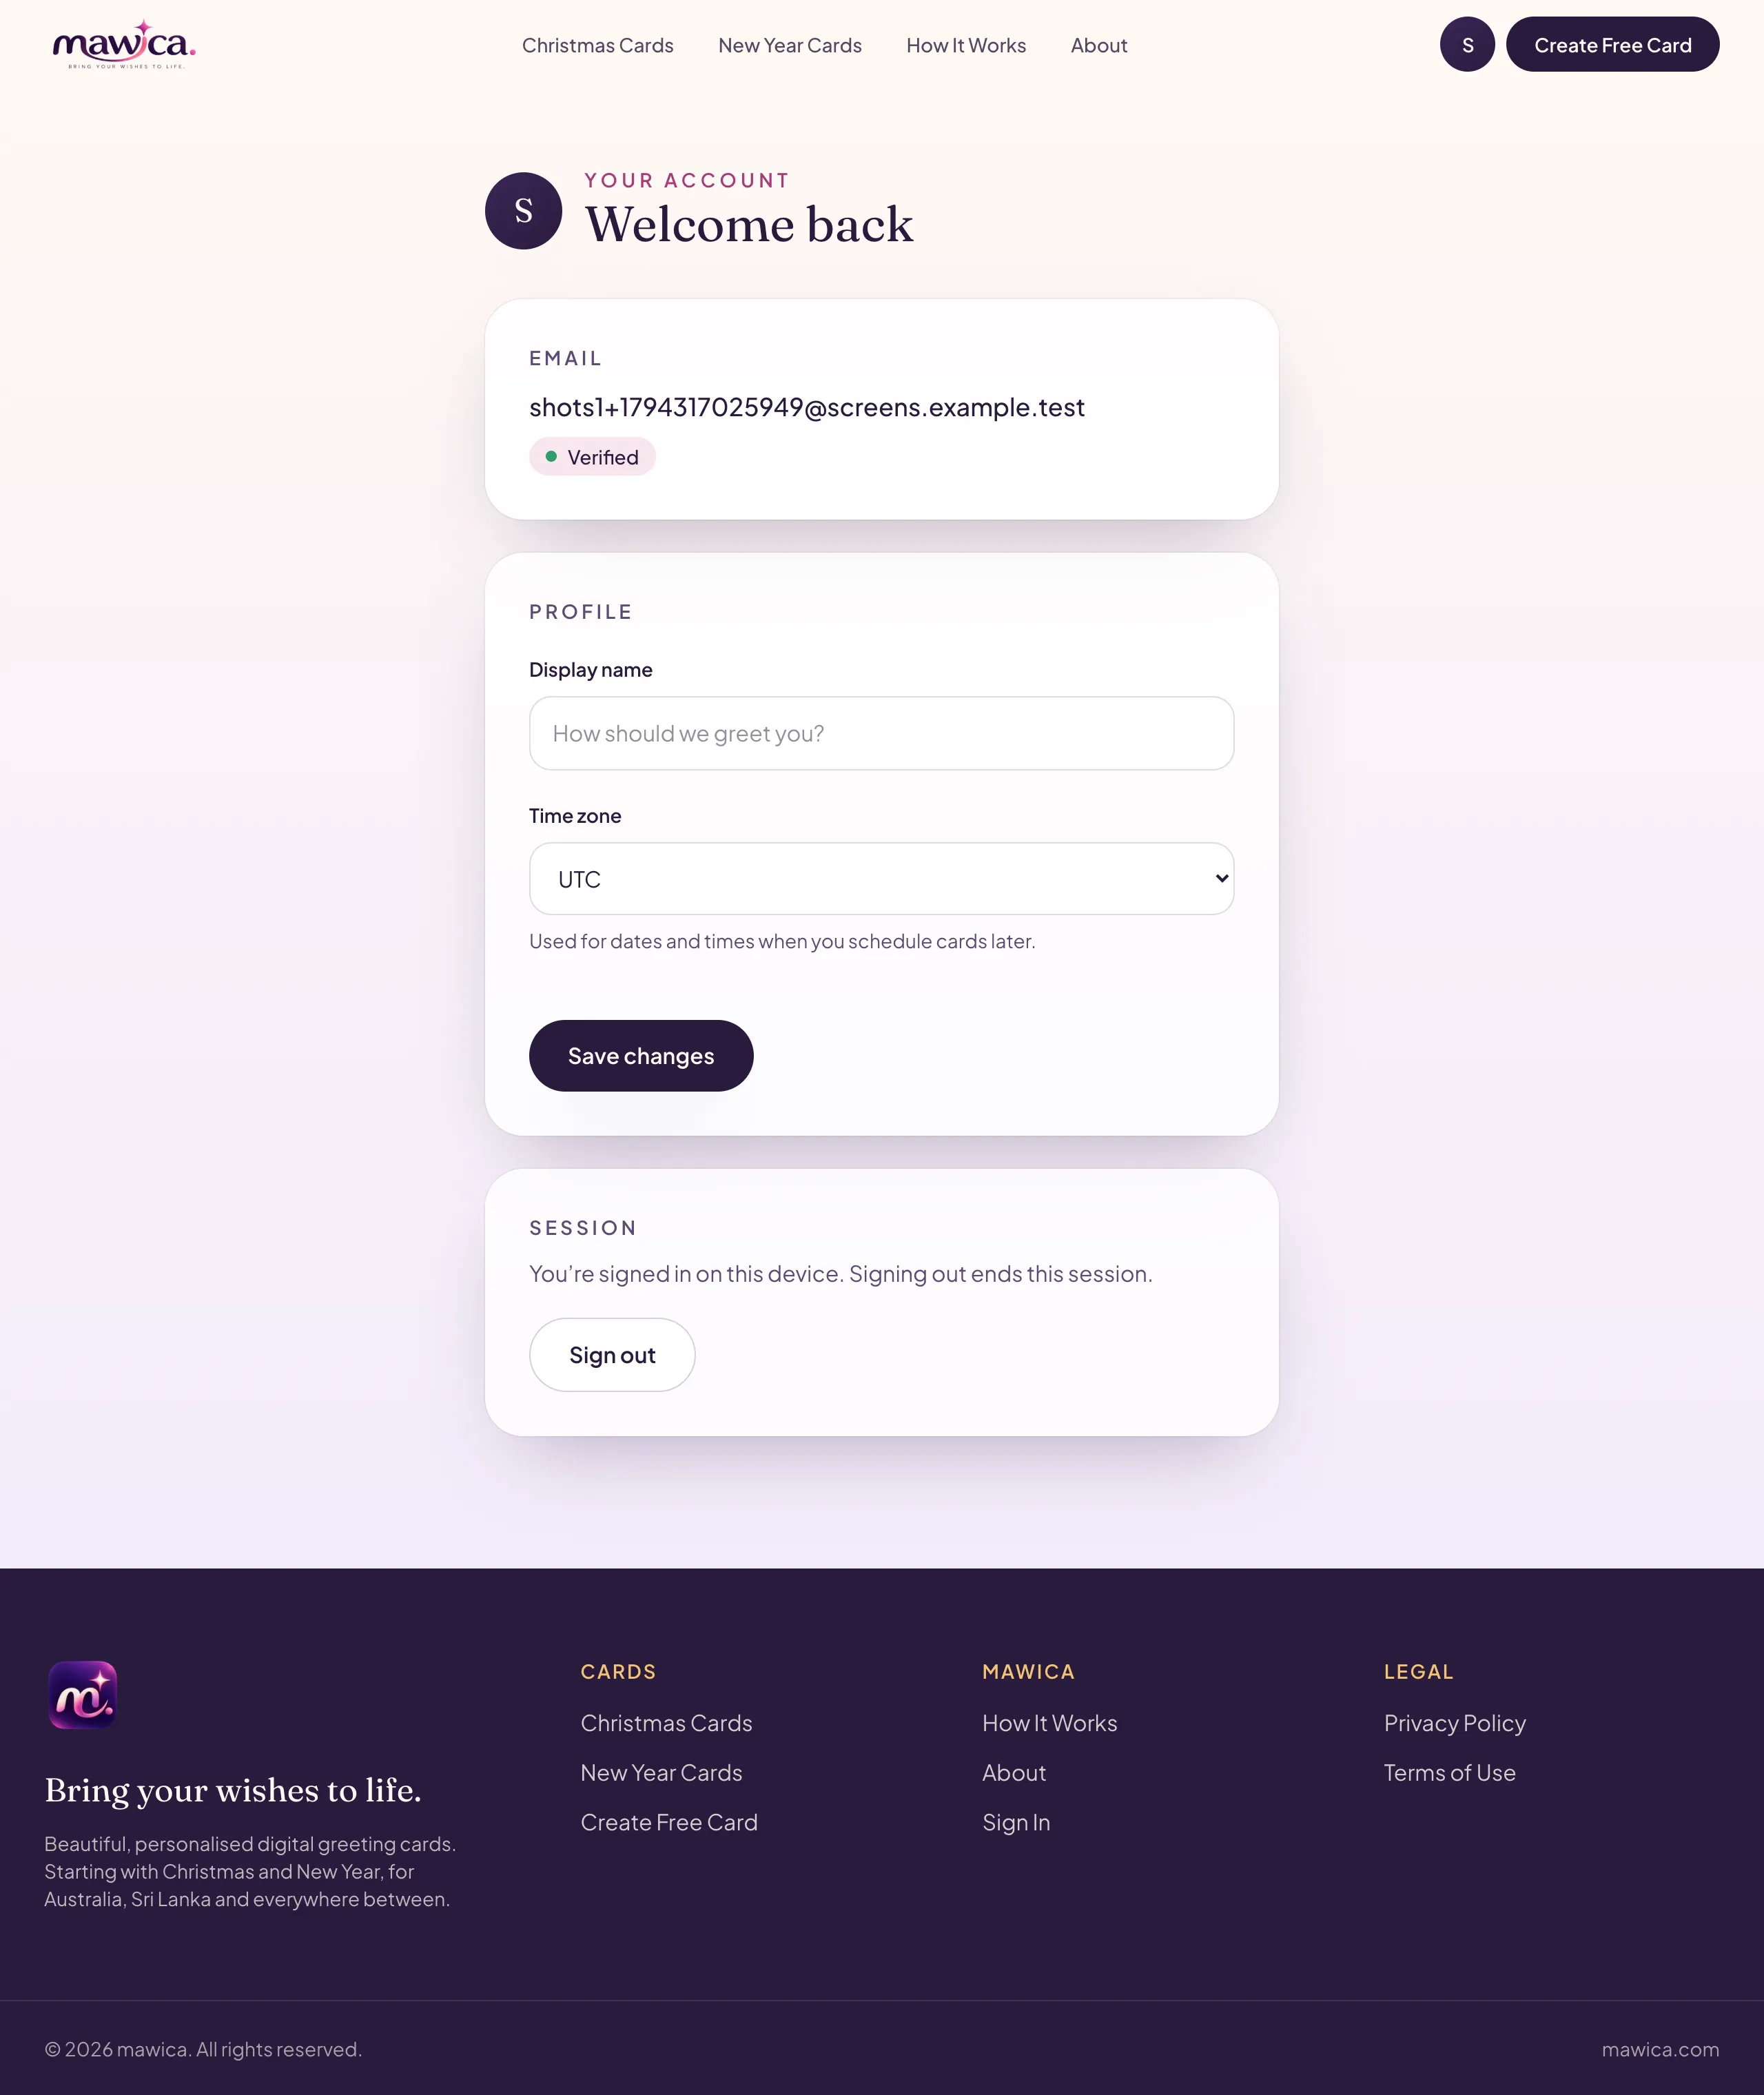 mawica.
BRING YOUR WISHES TO LIFE.
Christmas Cards
New Year Cards
How It Works
About
S
Create Free Card
S
YOUR ACCOUNT
Welcome back
EMAIL
shots1+1794317025949@screens.example.test
Verified
PROFILE
Display name
How should we greet you?
Time zone
UTC
Used for dates and times when you schedule cards later.
Save changes
SESSION
You’re signed in on this device. Signing out ends this session.
Sign out
m.
Bring your wishes to life.
Beautiful, personalised digital greeting cards.
Starting with Christmas and New Year, for
Australia, Sri Lanka and everywhere between.
CARDS
Christmas Cards
New Year Cards
Create Free Card
MAWICA
How It Works
About
Sign In
LEGAL
Privacy Policy
Terms of Use
© 2026 mawica. All rights reserved.
mawica.com